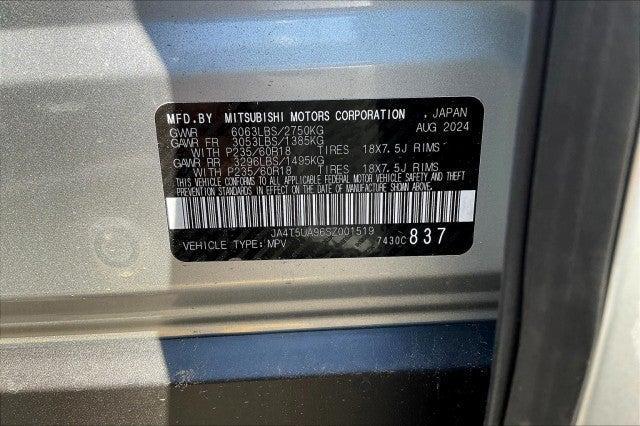 MFD.BY MITSUBISHI MOTORS CORPORATION , JAPAN
GVWR 6063LBS/2750KG AUG 2024
GAWR FR 3053LBS/1385KG
WITH P235/60R18 TIRES 18X7.5J RIMS
GAWR RR 3296LBS/1495KG
WITH P235/60R18 TIRES 18X7.5J RIMS
THIS VEHICLE CONFORMS TO ALL APPLICABLE FEDERAL MOTOR VEHICLE SAFETY AND THEFT
PREVENTION STANDARDS IN EFFECT ON THE DATE OF MANUFACTURE SHOWN ABOVE.
JA4T5UA96SZ001519
VEHICLE TYPE: MPV 7430C 837